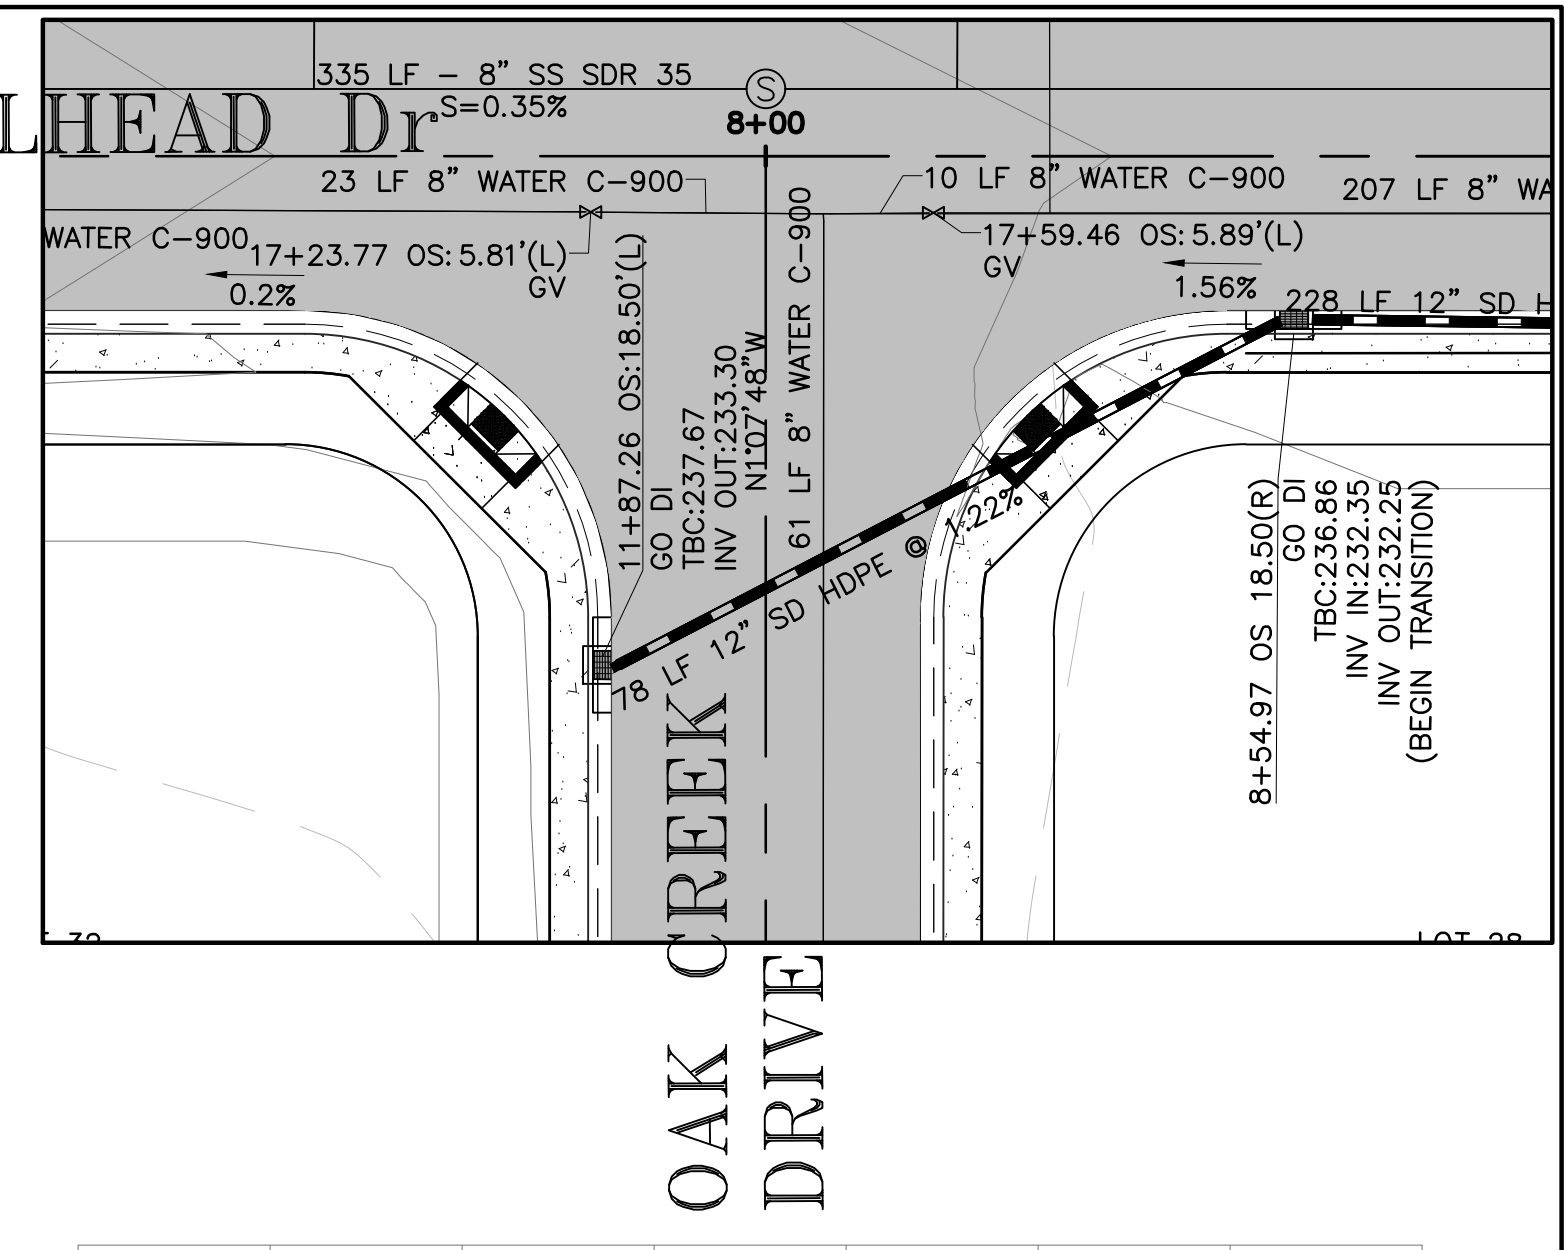 335 LF – 8" SS SDR 35
S=0.35%
S
8+00
LHEAD Dr
23 LF 8" WATER C–900
10 LF 8" WATER C–900
207 LF 8" WA
WATER C–900
17+23.77 OS:5.81'(L)
GV
17+59.46 OS:5.89'(L)
GV
0.2%
1.56%
228 LF 12" SD H
11+87.26 OS:18.50'(L)
GO DI
TBC:237.67
INV OUT:233.30
N1°07'48"W
61 LF 8" WATER C–900
78 LF 12" SD HDPE @ 1.22%
8+54.97 OS 18.50(R)
GO DI
TBC:236.86
INV IN:232.35
INV OUT:232.25
(BEGIN TRANSITION)
OAK CREEK
DRIVE